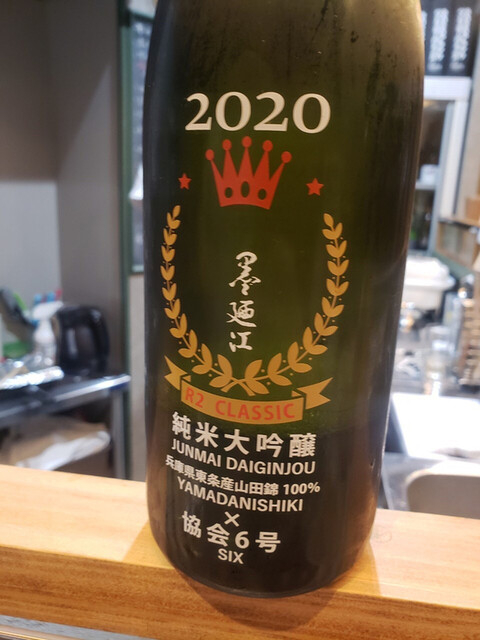 2020
墨廼江
R2 CLASSIC
純米大吟醸
JUNMAI DAIGINJOU
兵庫県東条産山田錦 100%
YAMADANISHIKI
×
協会6号
SIX